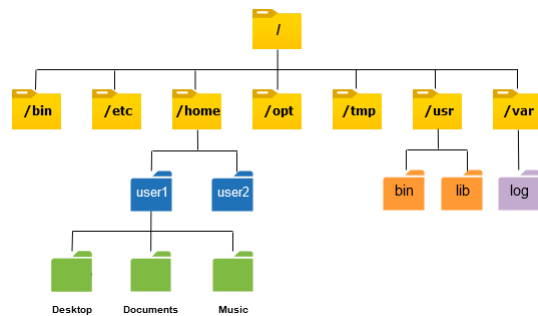 /
/bin
/etc
/home
/opt
/tmp
/usr
/var
user1
user2
bin
lib
log
Desktop
Documents
Music